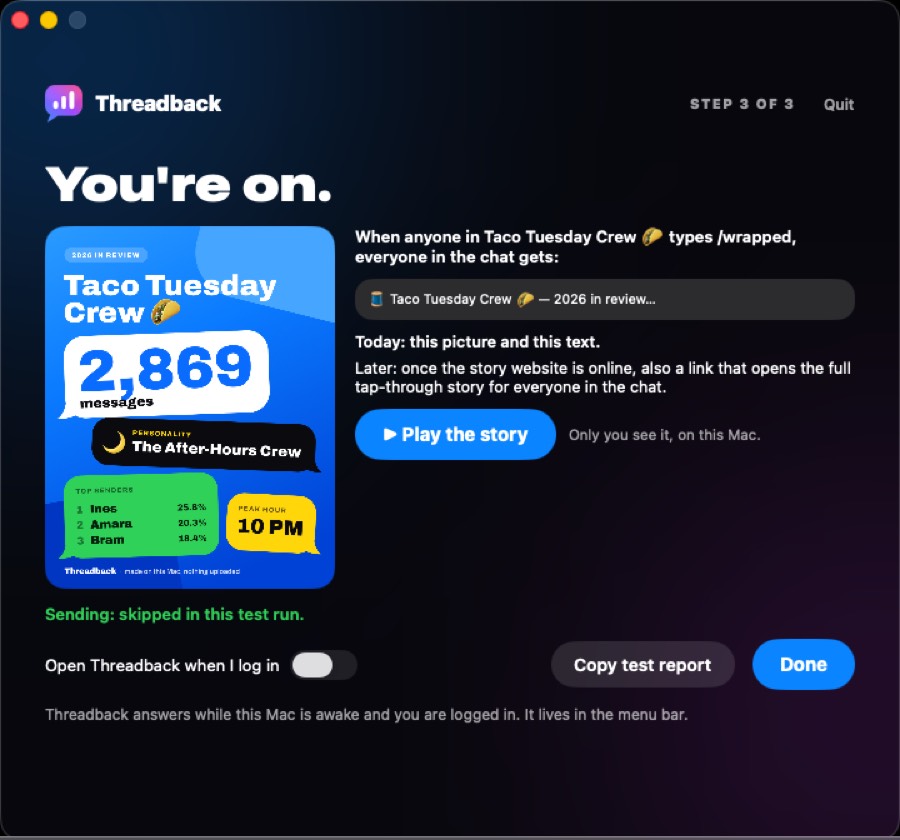 Threadback
STEP 3 OF 3
Quit
You're on.
2026 IN REVIEW
Taco Tuesday
Crew 🌮
2,869
messages
PERSONALITY
The After-Hours Crew
TOP SENDERS
1 Ines 25.8%
2 Amara 20.3%
3 Bram 18.4%
PEAK HOUR
10 PM
Threadback made on this Mac, nothing uploaded
When anyone in Taco Tuesday Crew 🌮 types /wrapped,
everyone in the chat gets:
🧵 Taco Tuesday Crew 🌮 — 2026 in review...
Today: this picture and this text.
Later: once the story website is online, also a link that opens the full
tap-through story for everyone in the chat.
Play the story
Only you see it, on this Mac.
Sending: skipped in this test run.
Open Threadback when I log in
Copy test report
Done
Threadback answers while this Mac is awake and you are logged in. It lives in the menu bar.